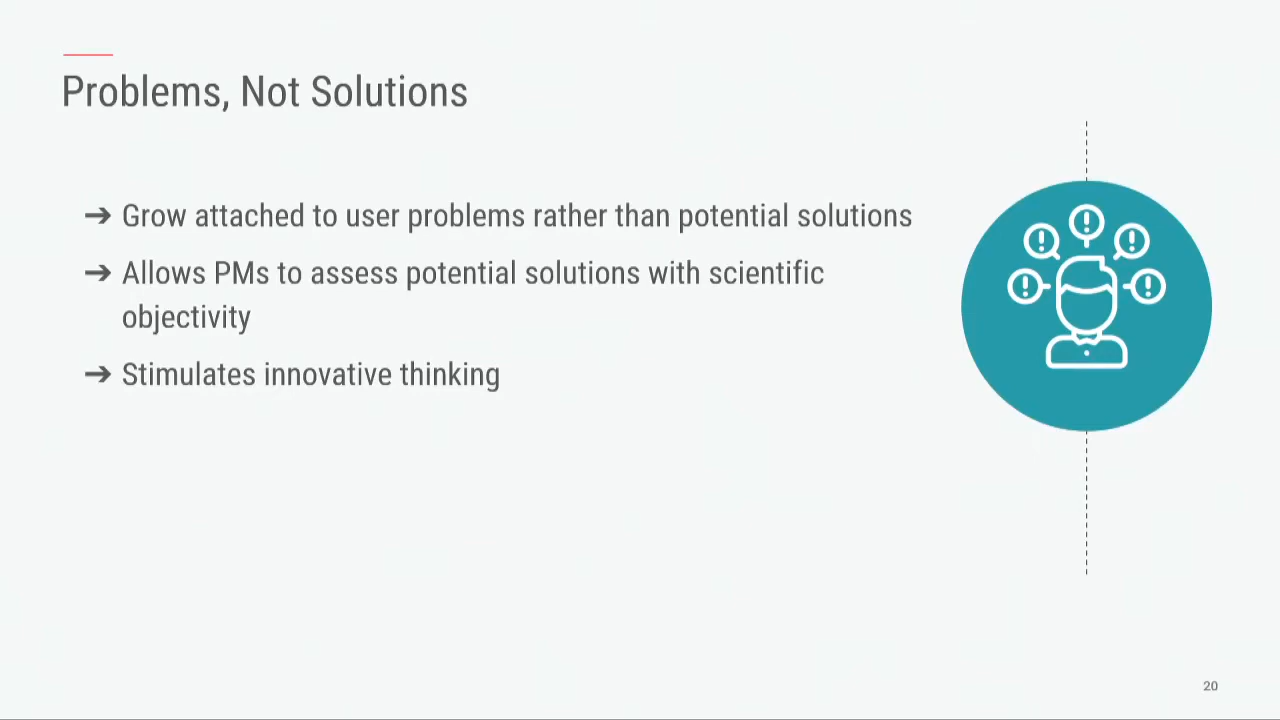 Problems, Not Solutions
➔ Grow attached to user problems rather than potential solutions
➔ Allows PMs to assess potential solutions with scientific
objectivity
➔ Stimulates innovative thinking
20